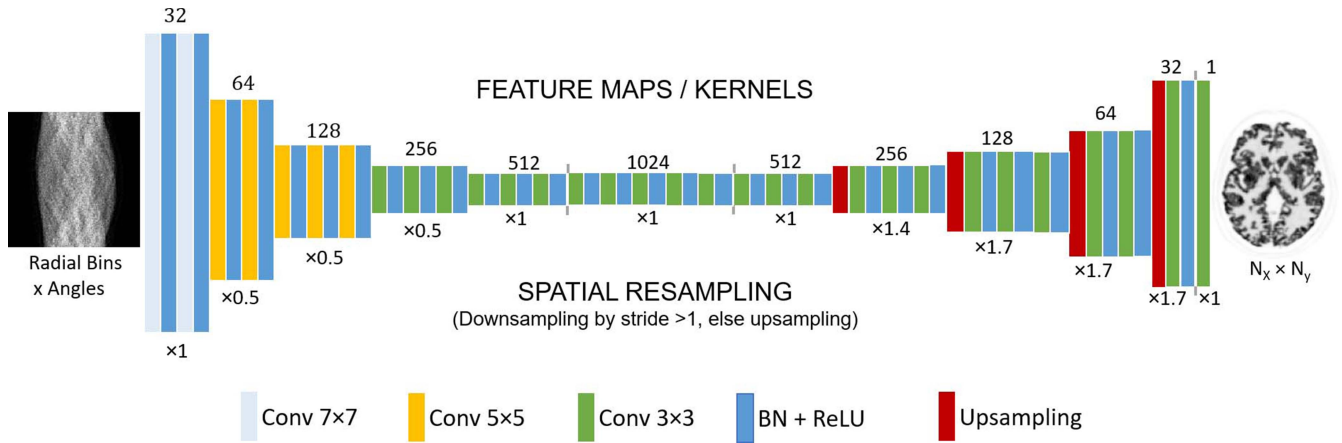 32
64
128
256
512
1024
512
256
128
64
32
1
FEATURE MAPS / KERNELS
Radial Bins
x Angles
×1
×0.5
×0.5
×0.5
×1
×1
×1
×1.4
×1.7
×1.7
×1.7
×1
N_X × N_y
SPATIAL RESAMPLING
(Downsampling by stride >1, else upsampling)
Conv 7×7
Conv 5×5
Conv 3×3
BN + ReLU
Upsampling